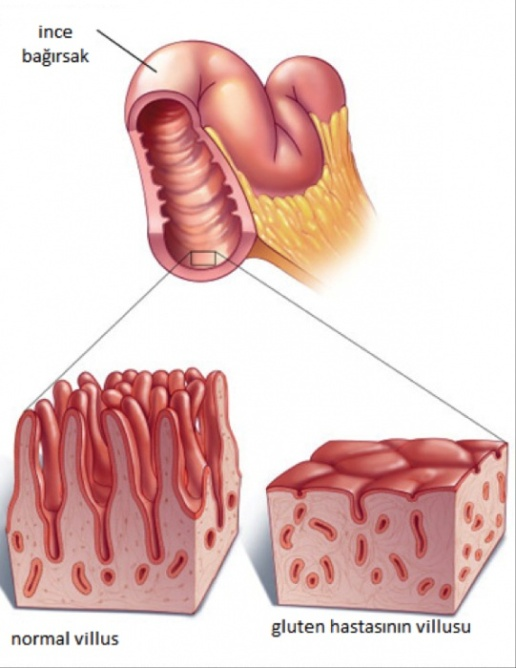 ince
bağırsak
normal villus
gluten hastasının villusu